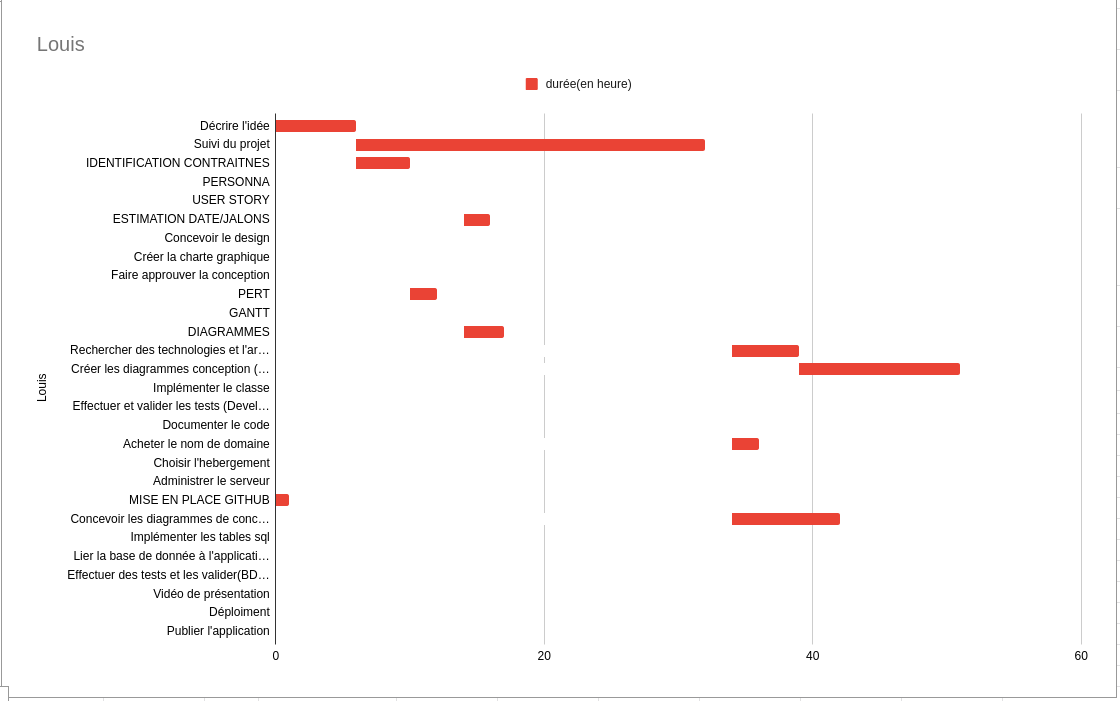 Louis
durée(en heure)
Décrire l'idée
Suivi du projet
IDENTIFICATION CONTRAITNES
PERSONNA
USER STORY
ESTIMATION DATE/JALONS
Concevoir le design
Créer la charte graphique
Faire approuver la conception
PERT
GANTT
DIAGRAMMES
Rechercher des technologies et l'ar…
Créer les diagrammes conception (…
Implémenter le classe
Effectuer et valider les tests (Devel…
Documenter le code
Acheter le nom de domaine
Choisir l'hebergement
Administrer le serveur
MISE EN PLACE GITHUB
Concevoir les diagrammes de conc…
Implémenter les tables sql
Lier la base de donnée à l'applicati…
Effectuer des tests et les valider(BD…
Vidéo de présentation
Déploiment
Publier l'application
Louis
0 20 40 60